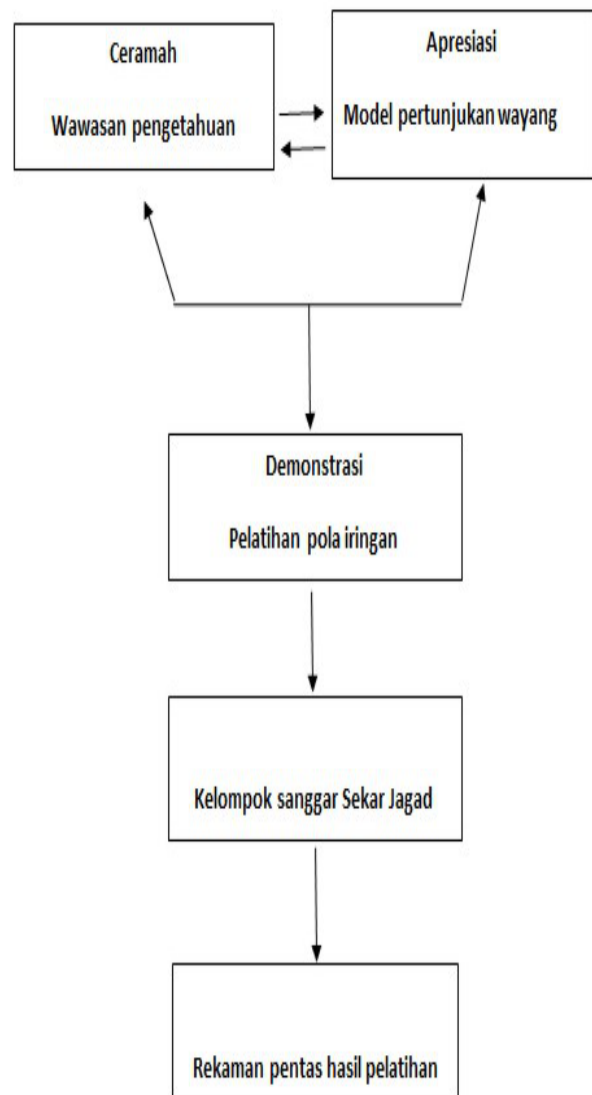 Ceramah
Wawasan pengetahuan
Apresiasi
Model pertunjukan wayang
Demonstrasi
Pelatihan pola iringan
Kelompok sanggar Sekar Jagad
Rekaman pentas hasil pelatihan